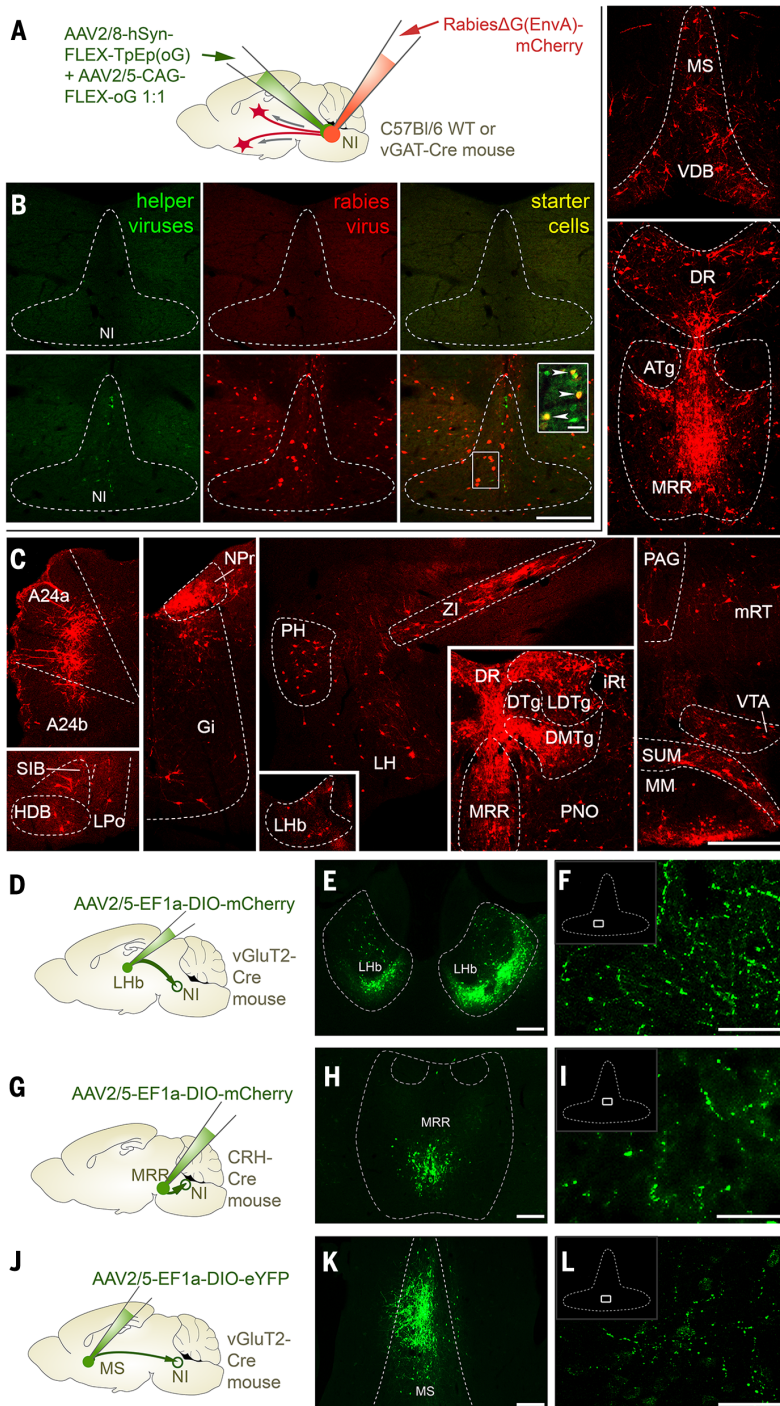 A
AAV2/8-hSyn-
FLEX-TpEp(oG)
+ AAV2/5-CAG-
FLEX-oG 1:1
RabiesΔG(EnvA)-
mCherry
NI
C57Bl/6 WT or
vGAT-Cre mouse
MS
VDB
B
helper
viruses
rabies
virus
starter
cells
NI
NI
DR
ATg
MRR
C
A24a
A24b
SIB
HDB
LPo
NPr
Gi
ZI
PH
LH
LHb
DR
iRt
DTg
LDTg
DMTg
MRR
PNO
PAG
mRT
VTA
SUM
MM
D
AAV2/5-EF1a-DIO-mCherry
LHb
NI
vGluT2-
Cre
mouse
E
LHb
LHb
F
G
AAV2/5-EF1a-DIO-mCherry
MRR
NI
CRH-
Cre
mouse
H
MRR
I
J
AAV2/5-EF1a-DIO-eYFP
MS
NI
vGluT2-
Cre
mouse
K
MS
L